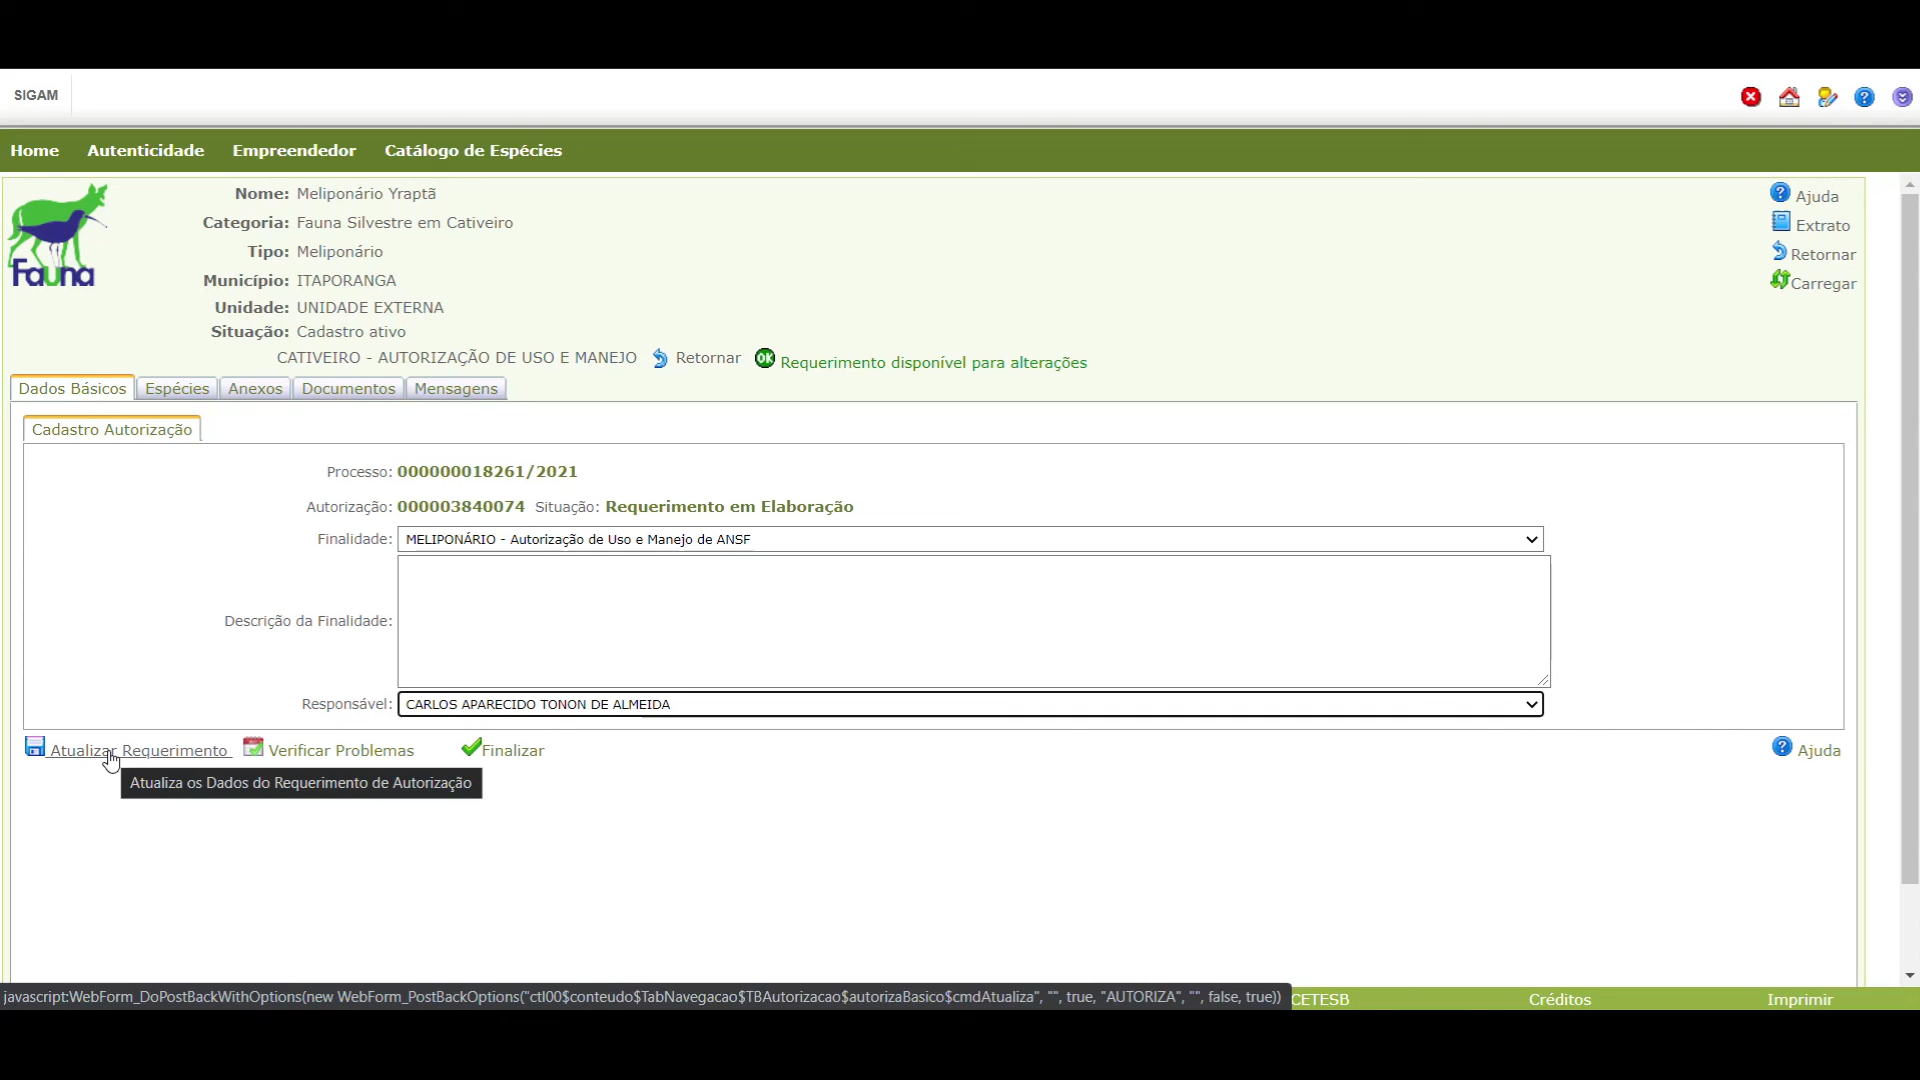 SIGAM
Home Autenticidade Empreendedor Catálogo de Espécies
Fauna
Nome: Meliponário Yraptã
Categoria: Fauna Silvestre em Cativeiro
Tipo: Meliponário
Município: ITAPORANGA
Unidade: UNIDADE EXTERNA
Situação: Cadastro ativo
Ajuda
Extrato
Retornar
Carregar
CATIVEIRO - AUTORIZAÇÃO DE USO E MANEJO Retornar OK Requerimento disponível para alterações
Dados Básicos Espécies Anexos Documentos Mensagens
Cadastro Autorização
Processo: 000000018261/2021
Autorização: 000003840074 Situação: Requerimento em Elaboração
Finalidade: MELIPONÁRIO - Autorização de Uso e Manejo de ANSF
Descrição da Finalidade:
Responsável: CARLOS APARECIDO TONON DE ALMEIDA
Atualizar Requerimento Verificar Problemas Finalizar Ajuda
Atualiza os Dados do Requerimento de Autorização
javascript:WebForm_DoPostBackWithOptions(new WebForm_PostBackOptions("ctl00$conteudo$TabNavegacao$TBAutorizacao$autorizaBasico$cmdAtualiza", "", true, "AUTORIZA", "", false, true)) CETESB Créditos Imprimir